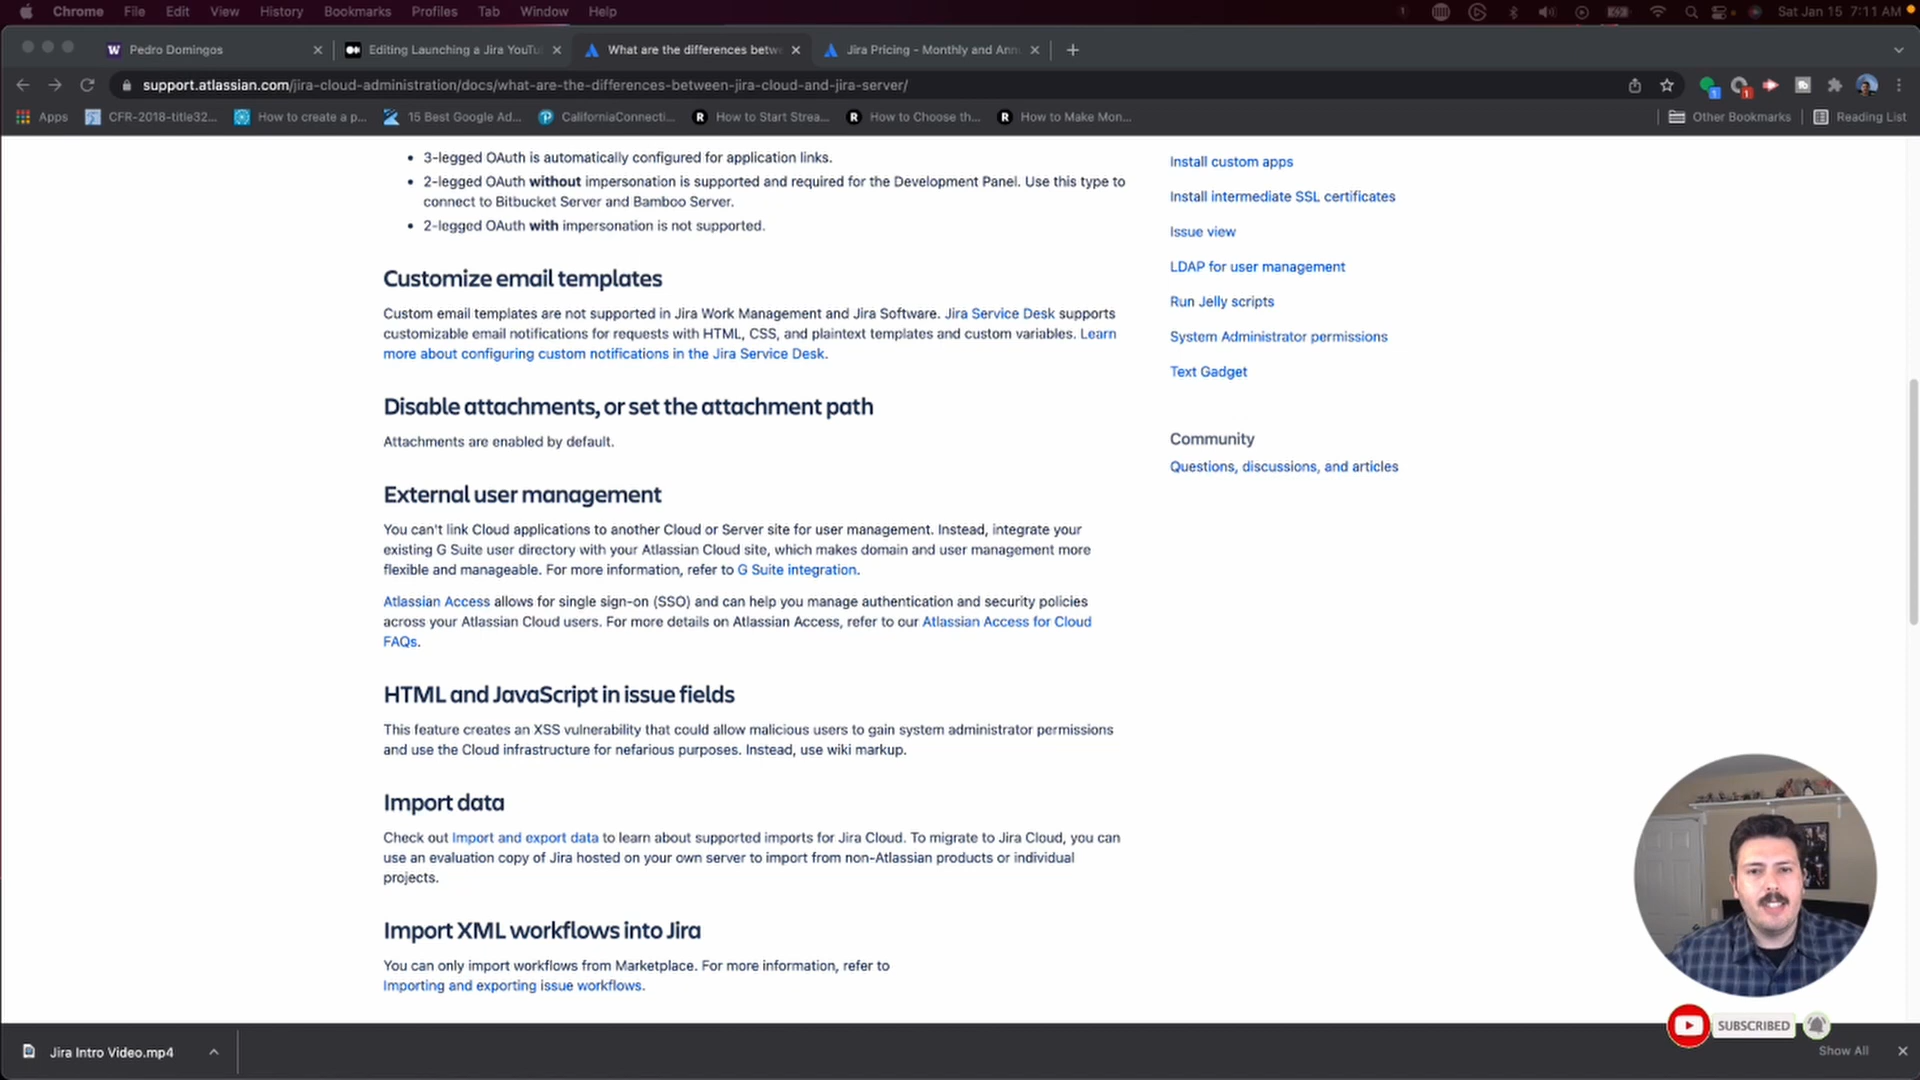 Chrome File Edit View History Bookmarks Profiles Tab Window Help
Sat Jan 15 7:11 AM
Pedro Domingos
Editing Launching a Jira YouTu
What are the differences betw
Jira Pricing - Monthly and Ann
support.atlassian.com/jira-cloud-administration/docs/what-are-the-differences-between-jira-cloud-and-jira-server/
Apps
CFR-2018-title32...
How to create a p...
15 Best Google Ad...
CaliforniaConnecti...
How to Start Strea...
How to Choose th...
How to Make Mon...
Other Bookmarks
Reading List
• 3-legged OAuth is automatically configured for application links.
• 2-legged OAuth without impersonation is supported and required for the Development Panel. Use this type to
connect to Bitbucket Server and Bamboo Server.
• 2-legged OAuth with impersonation is not supported.
Customize email templates
Custom email templates are not supported in Jira Work Management and Jira Software. Jira Service Desk supports
customizable email notifications for requests with HTML, CSS, and plaintext templates and custom variables. Learn
more about configuring custom notifications in the Jira Service Desk.
Disable attachments, or set the attachment path
Attachments are enabled by default.
External user management
You can't link Cloud applications to another Cloud or Server site for user management. Instead, integrate your
existing G Suite user directory with your Atlassian Cloud site, which makes domain and user management more
flexible and manageable. For more information, refer to G Suite integration.
Atlassian Access allows for single sign-on (SSO) and can help you manage authentication and security policies
across your Atlassian Cloud users. For more details on Atlassian Access, refer to our Atlassian Access for Cloud
FAQs.
HTML and JavaScript in issue fields
This feature creates an XSS vulnerability that could allow malicious users to gain system administrator permissions
and use the Cloud infrastructure for nefarious purposes. Instead, use wiki markup.
Import data
Check out Import and export data to learn about supported imports for Jira Cloud. To migrate to Jira Cloud, you can
use an evaluation copy of Jira hosted on your own server to import from non-Atlassian products or individual
projects.
Import XML workflows into Jira
You can only import workflows from Marketplace. For more information, refer to
Importing and exporting issue workflows.
Install custom apps
Install intermediate SSL certificates
Issue view
LDAP for user management
Run Jelly scripts
System Administrator permissions
Text Gadget
Community
Questions, discussions, and articles
SUBSCRIBED
Jira Intro Video.mp4
Show All